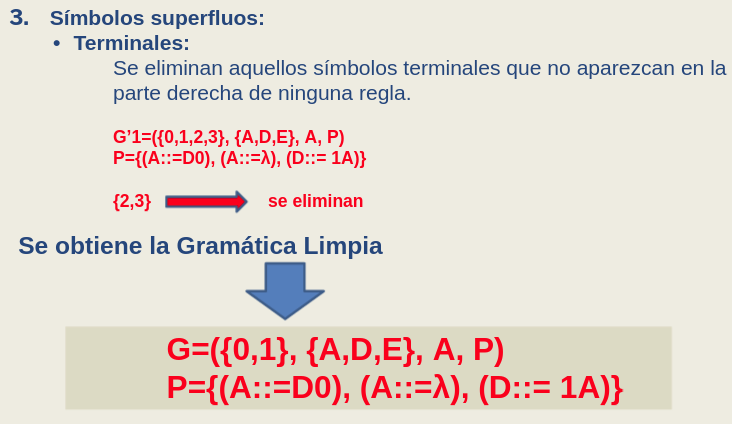 3. Símbolos superfluos:
• Terminales:
Se eliminan aquellos símbolos terminales que no aparezcan en la
parte derecha de ninguna regla.
G’1=({0,1,2,3}, {A,D,E}, A, P)
P={(A::=D0), (A::=λ), (D::= 1A)}
{2,3} se eliminan
Se obtiene la Gramática Limpia
G=({0,1}, {A,D,E}, A, P)
P={(A::=D0), (A::=λ), (D::= 1A)}